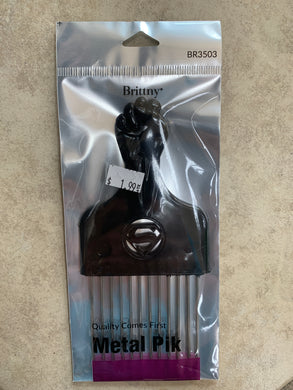 BR3503
Brittny
$ 1.99
Quality Comes First
Metal Pik